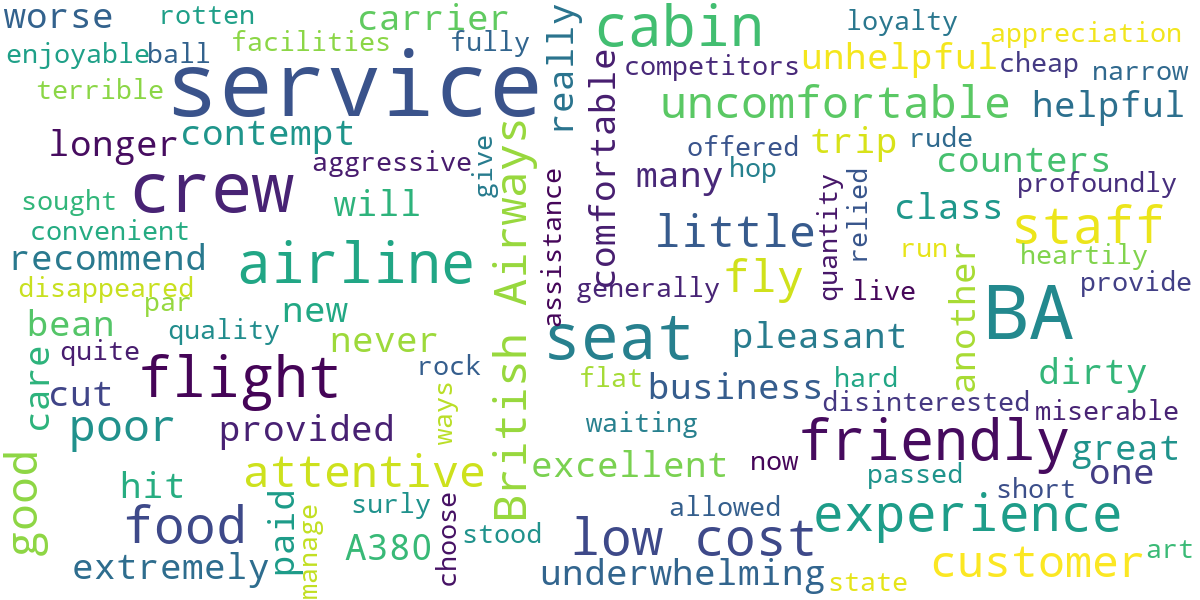 worse
rotten
carrier
cabin
loyalty
enjoyable
ball
facilities
fully
really
appreciation
terrible
service
competitors
unhelpful
cheap
narrow
longer
contempt
give
British Airways
comfortable
uncomfortable
helpful
aggressive
offered
hop
trip
rude
counters
crew
will
assistance
many
quantity
relied
class
profoundly
sought
convenient
little
staff
recommend
airline
generally
fly
live
run
another
heartily
disappeared
par
new
BA
provide
bean
quality
never
seat
pleasant
care
quite
flight
rock
flat
business
hard
dirty
cut
ways
waiting
disinterested
miserable
poor
provided
friendly
great
good
hit
attentive
excellent
now
passed
one
paid
surly
choose
allowed
short
food
manage
A380
stood
low cost
experience
art
extremely
underwhelming
state
customer